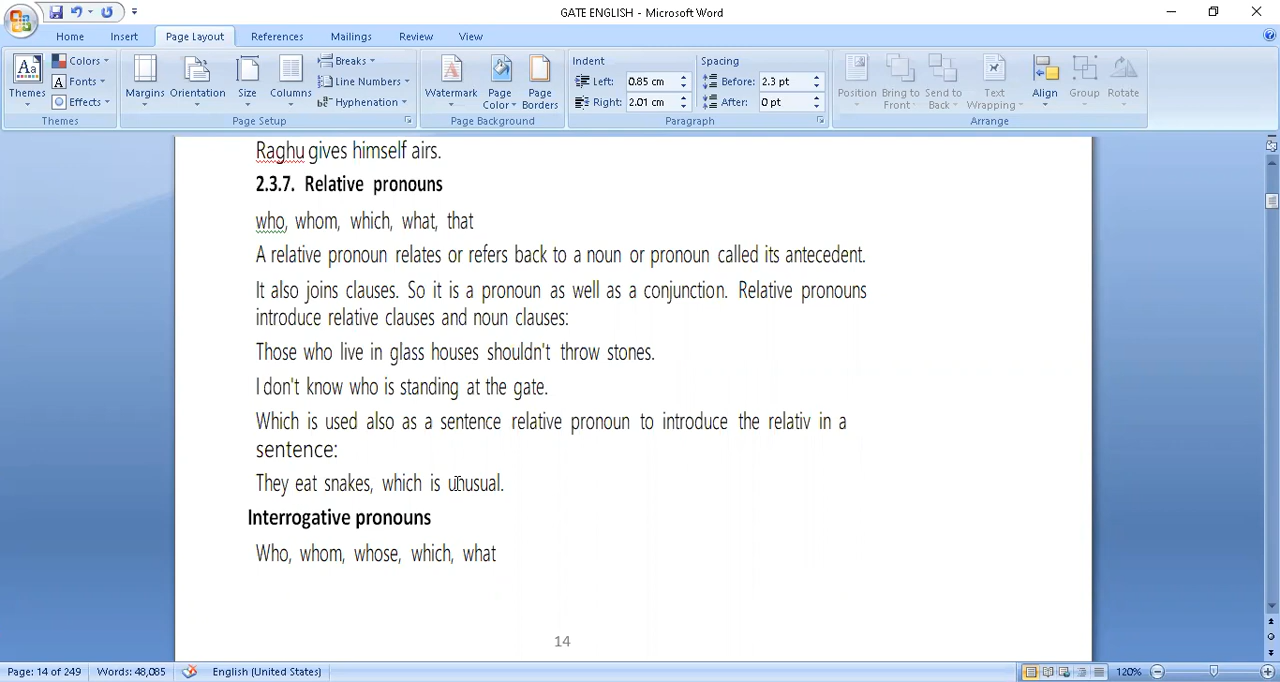 GATE ENGLISH - Microsoft Word
Home Insert Page Layout References Mailings Review View
Themes
Colors
Fonts
Effects
Themes
Margins Orientation Size Columns
Breaks
Line Numbers
Hyphenation
Page Setup
Watermark Page Color Page Borders
Page Background
Indent
Left: 0.85 cm
Right: 2.01 cm
Spacing
Before: 2.3 pt
After: 0 pt
Paragraph
Position Bring to Front Send to Back Text Wrapping Align Group Rotate
Arrange
Raghu gives himself airs.
2.3.7. Relative pronouns
who, whom, which, what, that
A relative pronoun relates or refers back to a noun or pronoun called its antecedent.
It also joins clauses. So it is a pronoun as well as a conjunction. Relative pronouns
introduce relative clauses and noun clauses:
Those who live in glass houses shouldn't throw stones.
I don't know who is standing at the gate.
Which is used also as a sentence relative pronoun to introduce the relativ in a
sentence:
They eat snakes, which is unusual.
Interrogative pronouns
Who, whom, whose, which, what
14
Page: 14 of 249 Words: 48,085 English (United States) 120%